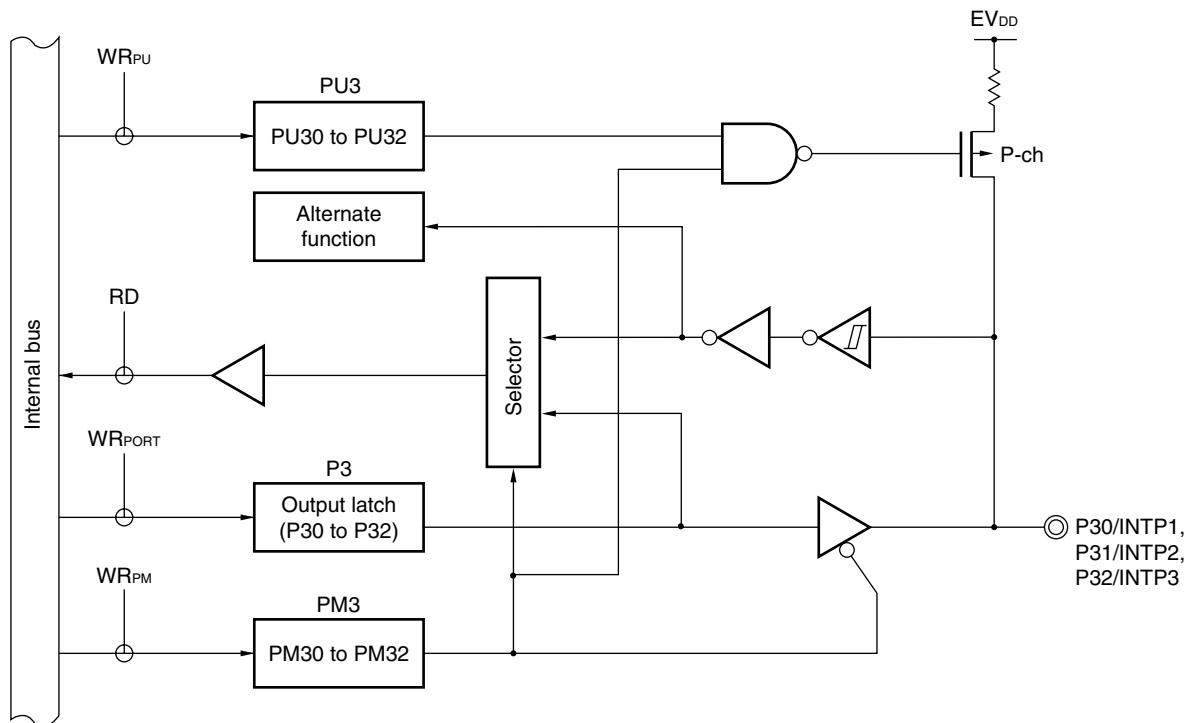 EVDD
WRPU
PU3
PU30 to PU32
P-ch
Alternate
function
RD
Internal bus
Selector
WRPORT
P3
Output latch
(P30 to P32)
P30/INTP1,
P31/INTP2,
P32/INTP3
WRPM
PM3
PM30 to PM32